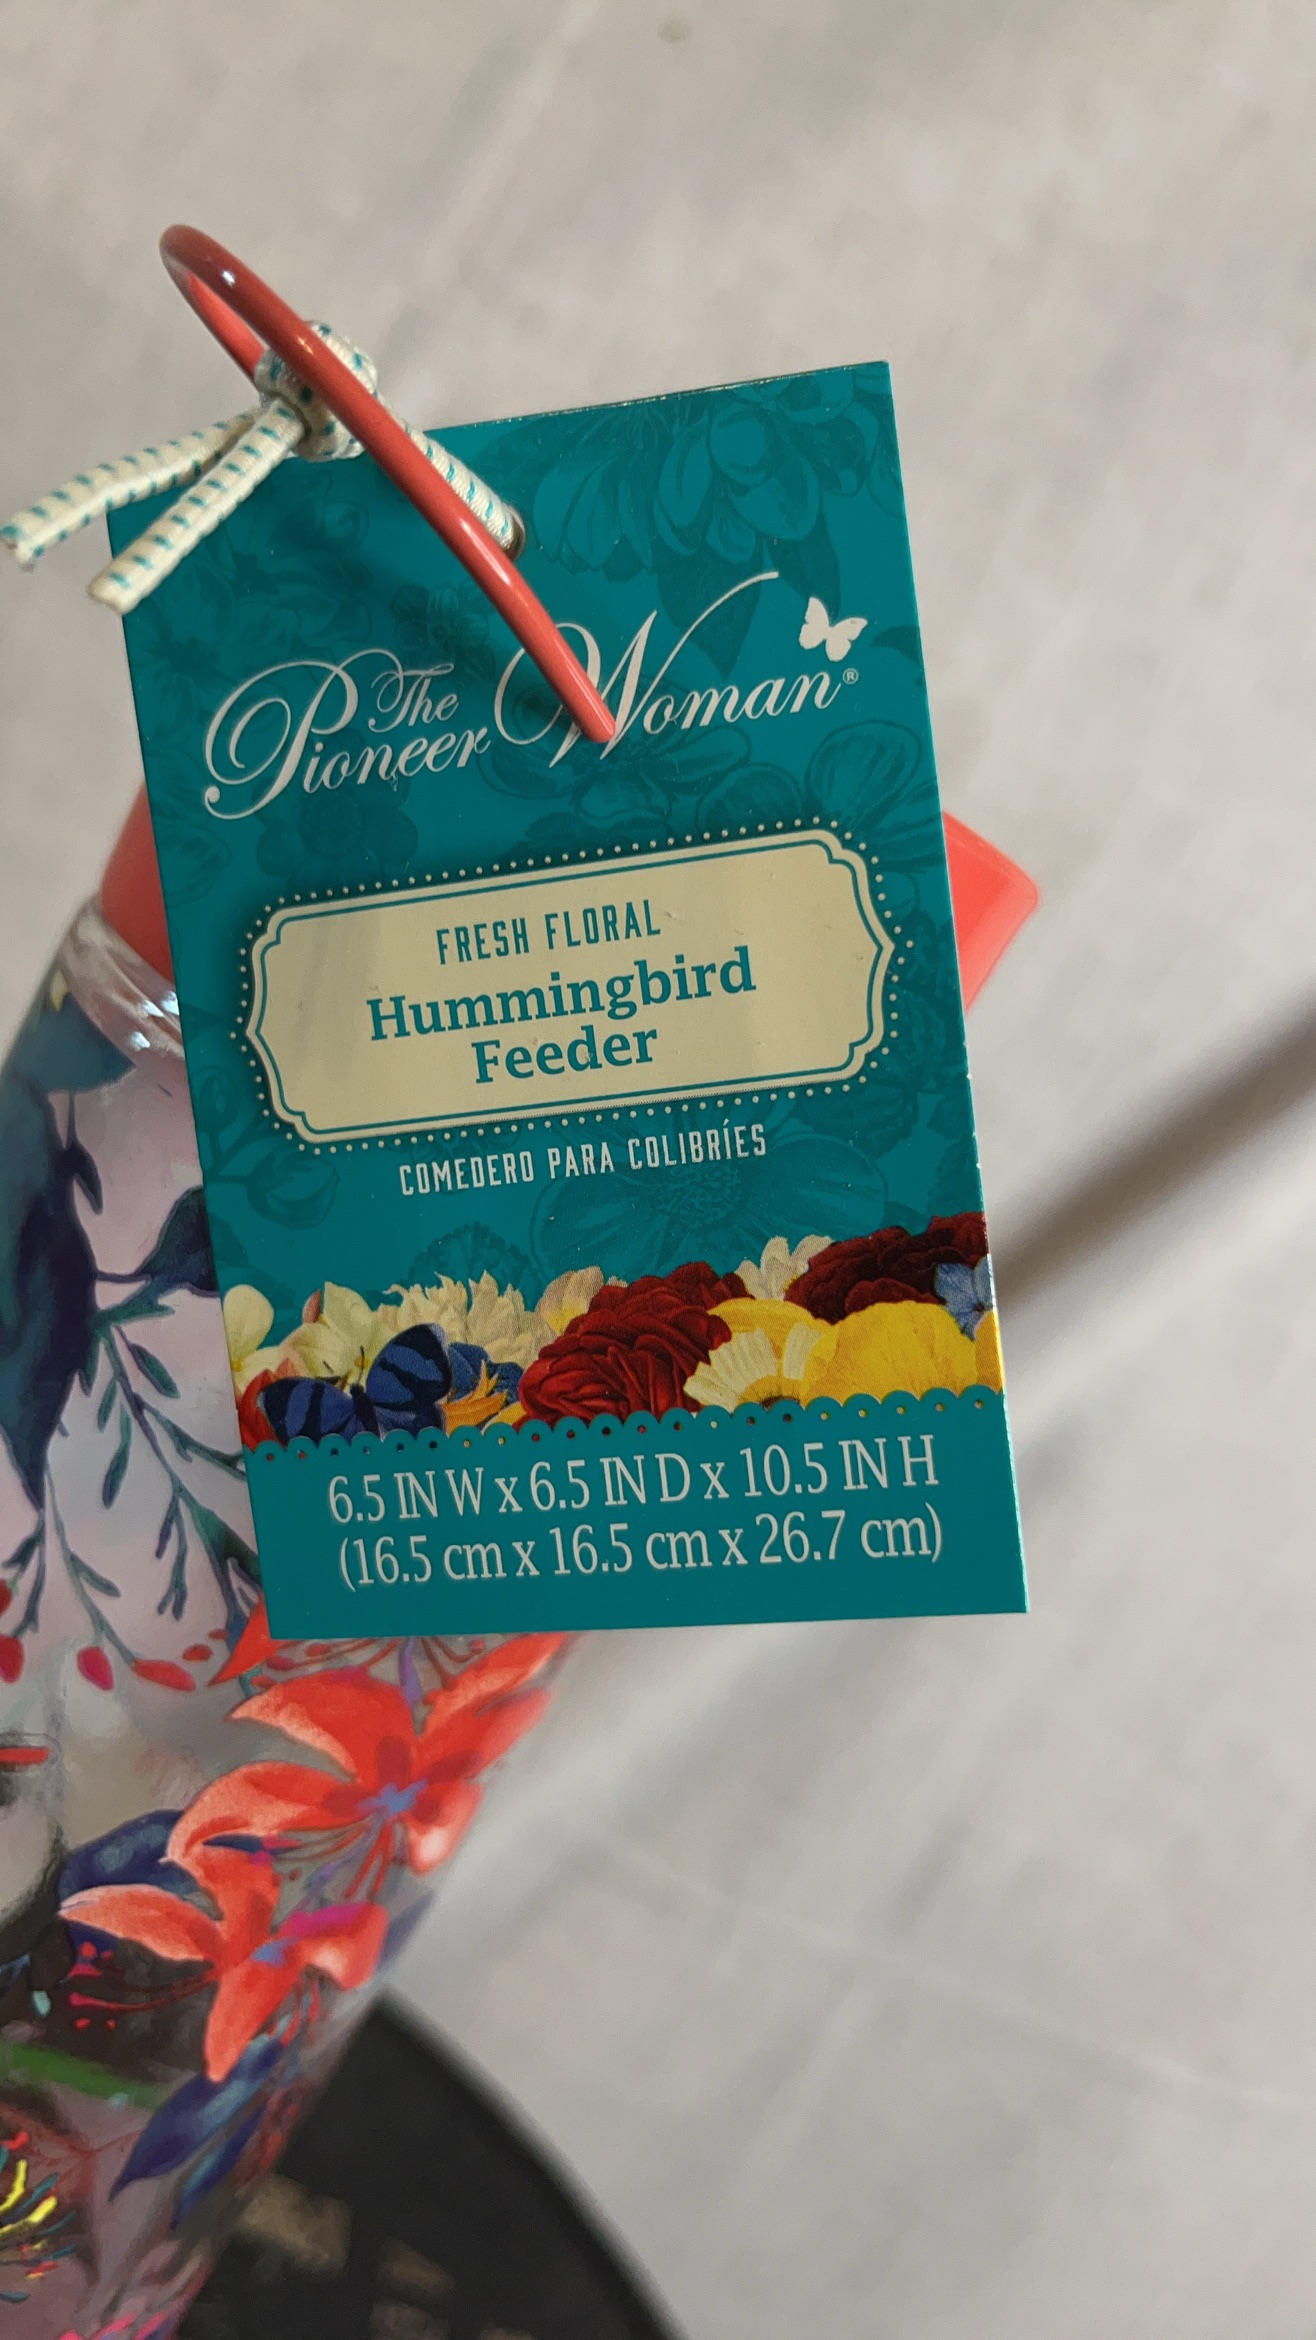 The
Pioneer Woman®
FRESH FLORAL
Hummingbird
Feeder
COMEDERO PARA COLIBRÍES
6.5 IN W x 6.5 IN D x 10.5 IN H
(16.5 cm x 16.5 cm x 26.7 cm)